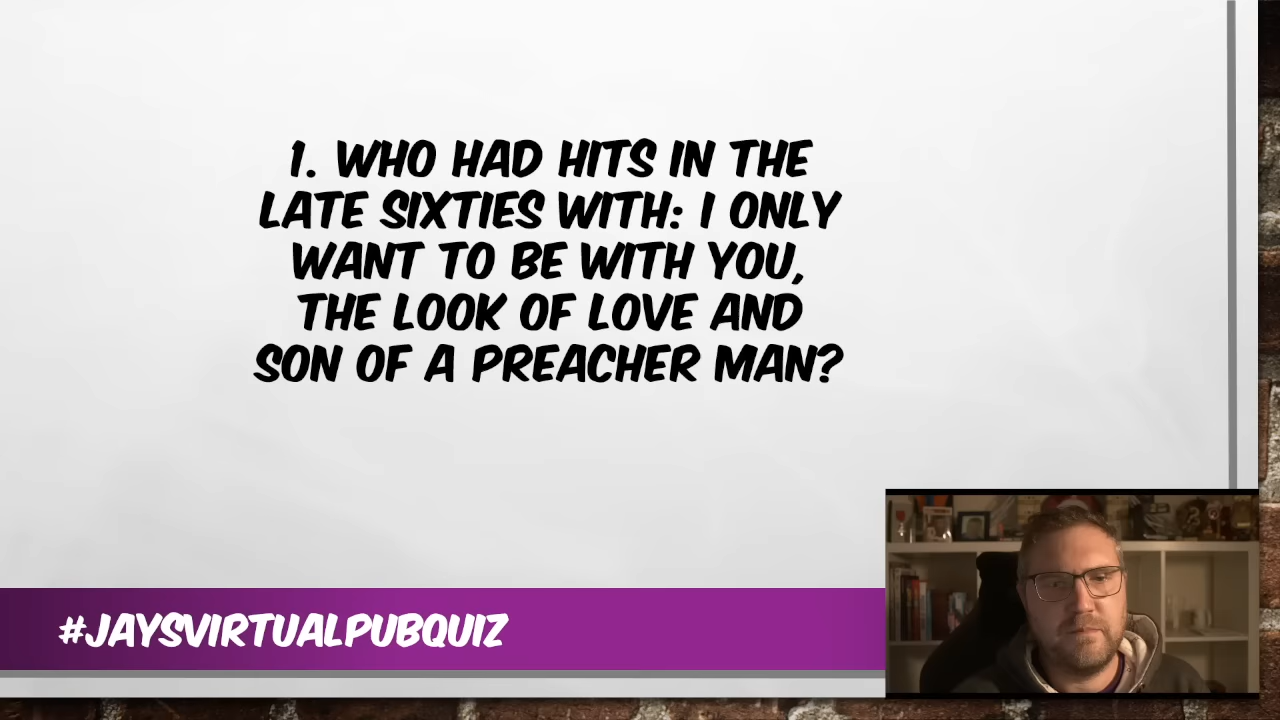 1. WHO HAD HITS IN THE
LATE SIXTIES WITH: I ONLY
WANT TO BE WITH YOU,
THE LOOK OF LOVE AND
SON OF A PREACHER MAN?
#JAYSVIRTUALPUBQUIZ